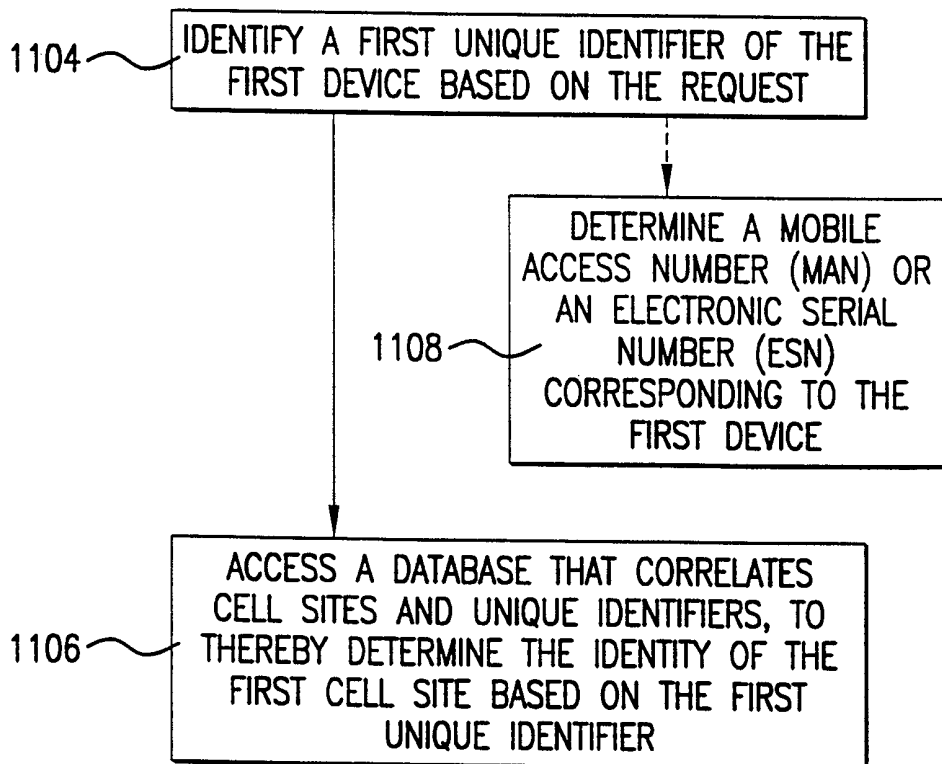 1104
IDENTIFY A FIRST UNIQUE IDENTIFIER OF THE
FIRST DEVICE BASED ON THE REQUEST
DETERMINE A MOBILE
ACCESS NUMBER (MAN) OR
AN ELECTRONIC SERIAL
NUMBER (ESN)
CORRESPONDING TO THE
FIRST DEVICE
1108
ACCESS A DATABASE THAT CORRELATES
CELL SITES AND UNIQUE IDENTIFIERS, TO
THEREBY DETERMINE THE IDENTITY OF THE
FIRST CELL SITE BASED ON THE FIRST
UNIQUE IDENTIFIER
1106